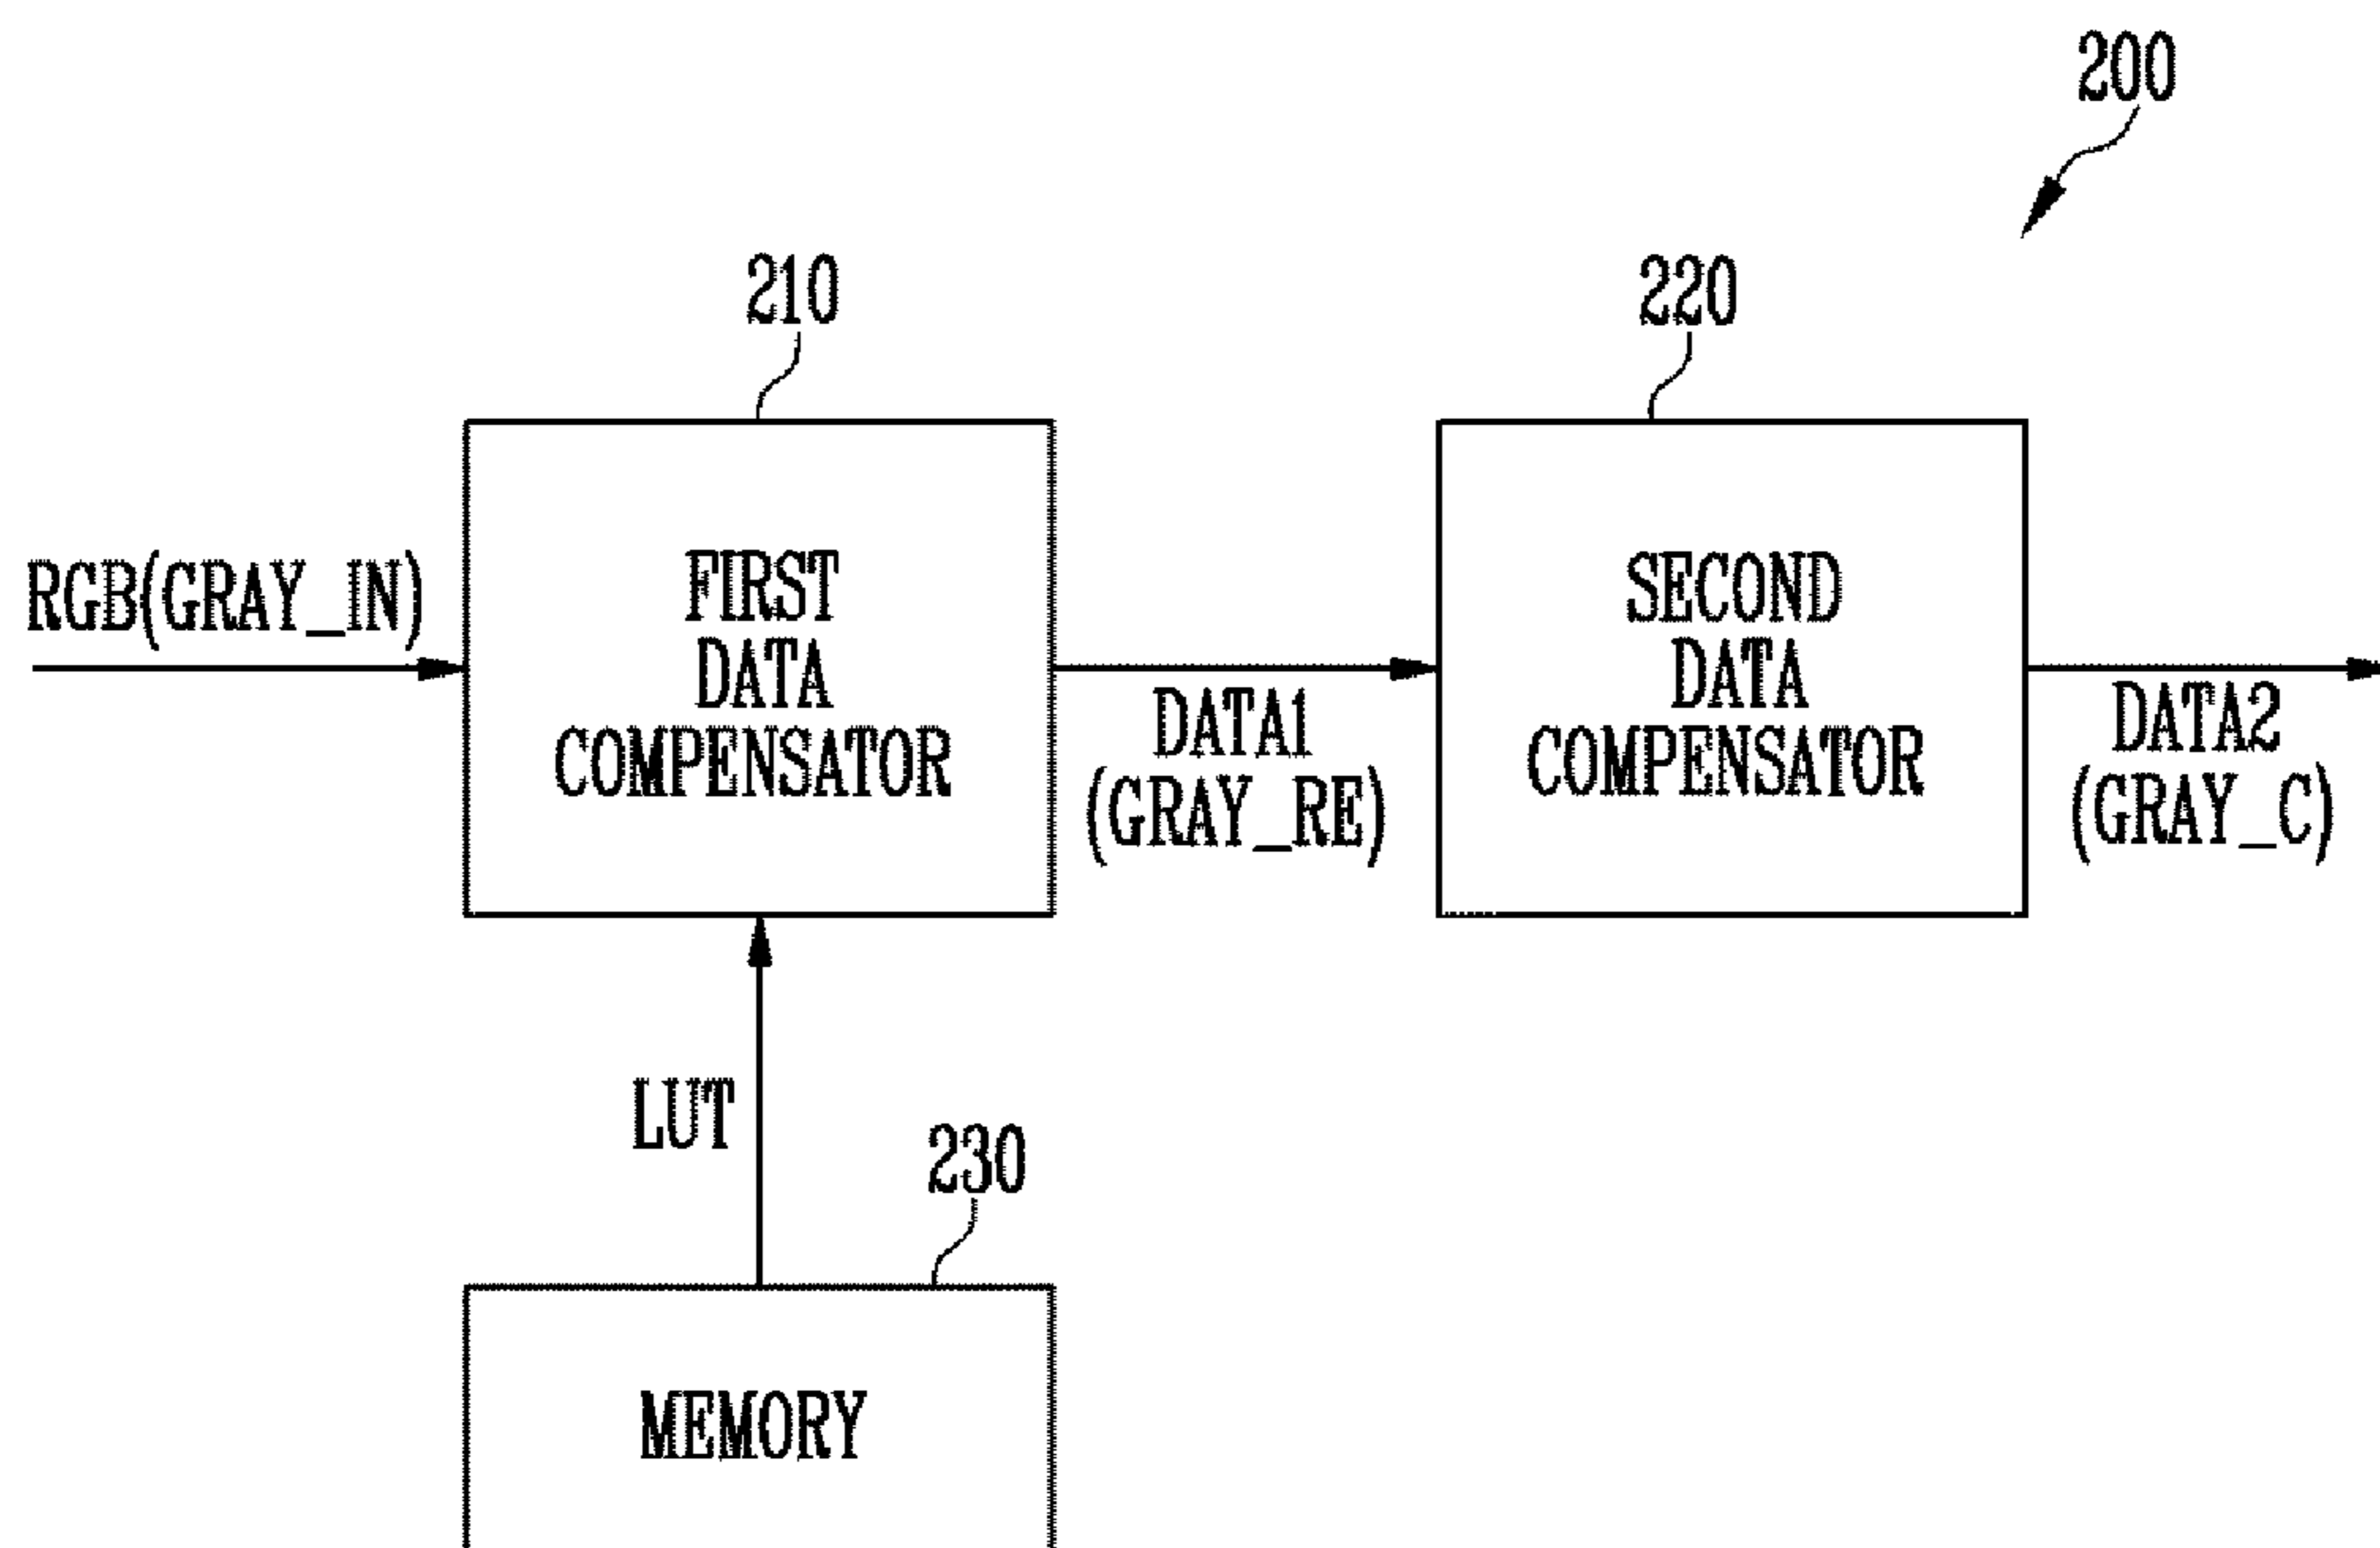 200
210
220
RGB(GRAY_IN)
FIRST
DATA
COMPENSATOR
DATA1
(GRAY_RE)
SECOND
DATA
COMPENSATOR
DATA2
(GRAY_C)
LUT
230
MEMORY